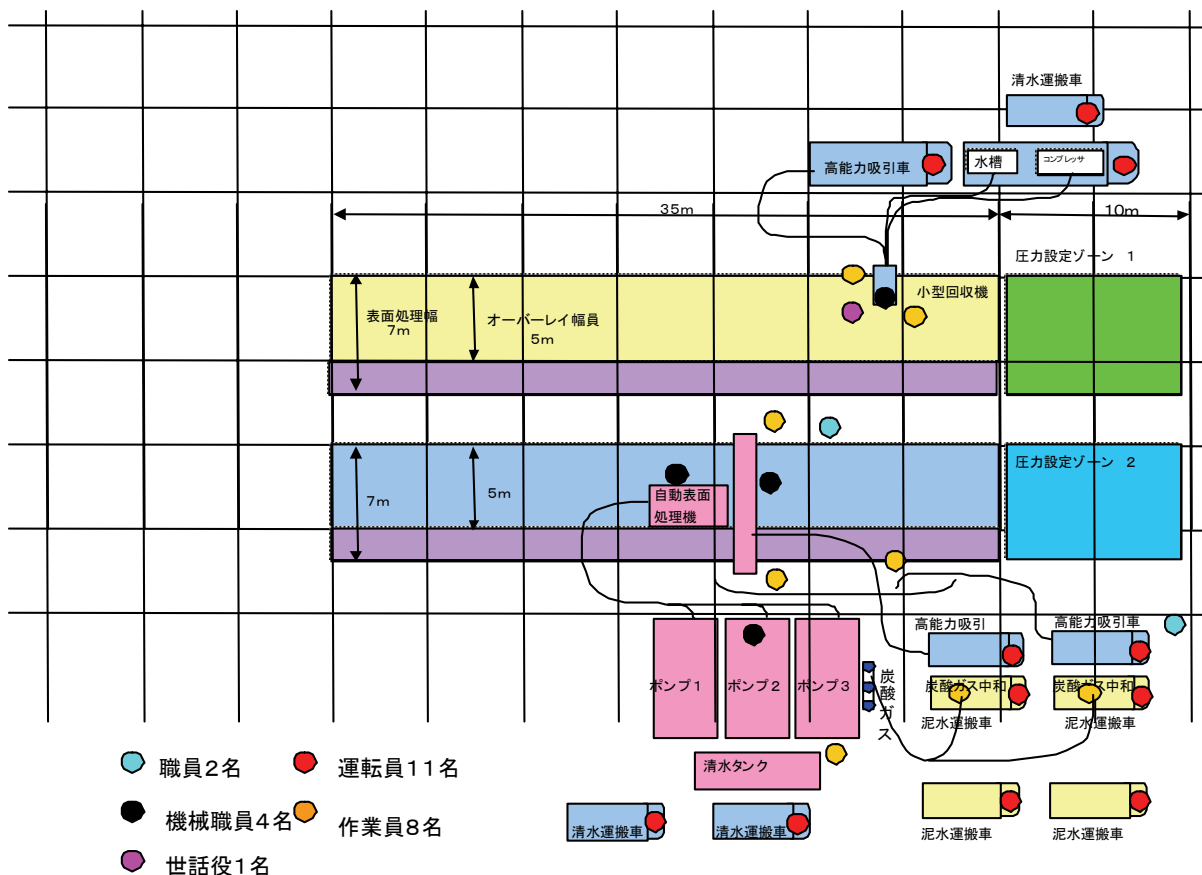 清水運搬車
高能力吸引車
水槽
コンプレッサ
35m
10m
圧力設定ゾーン 1
小型回収機
表面処理幅
7m
オーバーレイ幅員
5m
圧力設定ゾーン 2
7m
5m
自動表面
処理機
高能力吸引
高能力吸引車
ポンプ1
ポンプ2
ポンプ3
炭酸ガス
炭酸ガス中和
炭酸ガス中和
泥水運搬車
泥水運搬車
清水タンク
清水運搬車
清水運搬車
泥水運搬車
泥水運搬車
職員2名
運転員11名
機械職員4名
作業員8名
世話役1名